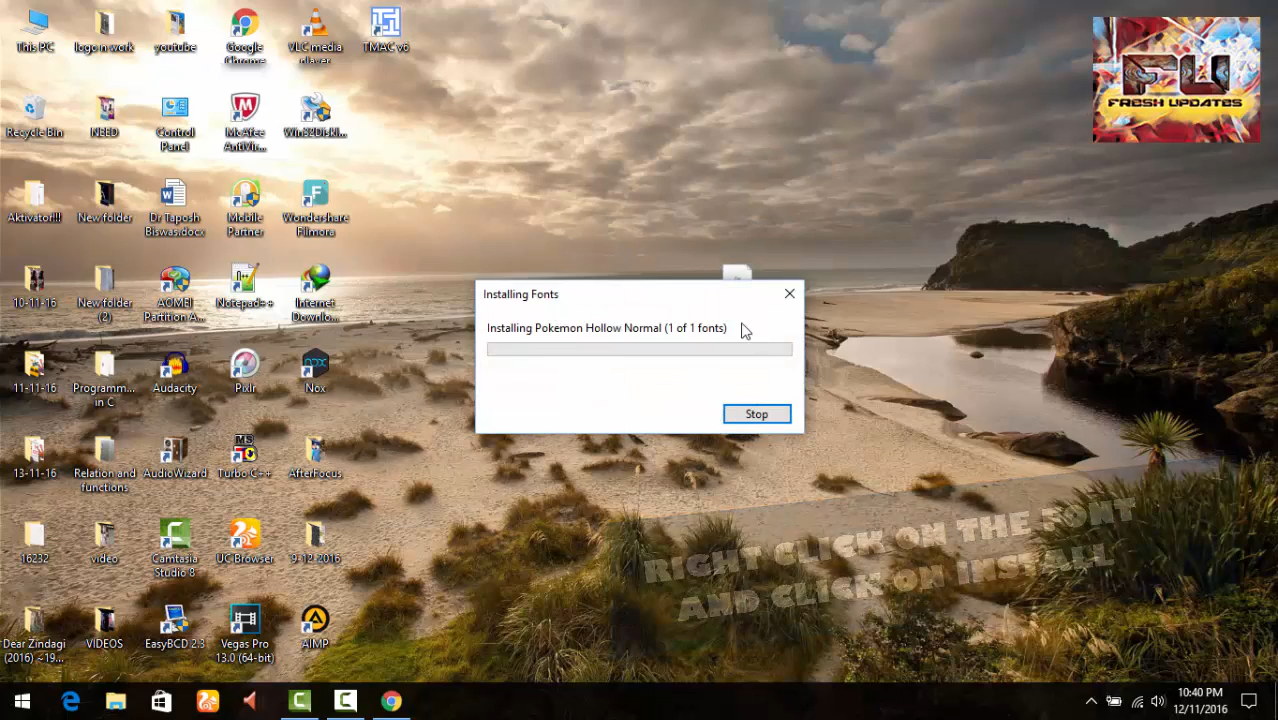 This PC
logo n work
youtube
Google Chrome
VLC media player
TMAC v6
FU
FRESH UPDATES
Recycle Bin
NEED
Control Panel
McAfee AntiVir...
Win32DiskI...
Aktivator!!!
New folder
Dr Taposh Biswas.docx
Mobile Partner
Wondershare Filmora
10-11-16
New folder (2)
AOMEI Partition A...
Notepad++
Internet Downlo...
Installing Fonts
Installing Pokemon Hollow Normal (1 of 1 fonts)
Stop
11-11-16
Programm... in C
Audacity
Pixlr
nox
Nox
13-11-16
Relation and functions
AudioWizard
MS
Turbo C++
AfterFocus
16232
video
Camtasia Studio 8
UC Browser
9-12-2016
RIGHT CLICK ON THE FONT
AND CLICK ON INSTALL
Dear Zindagi (2016) ~19...
VIDEOS
EasyBCD 2.3
Vegas Pro 13.0 (64-bit)
AIMP
10:40 PM
12/11/2016